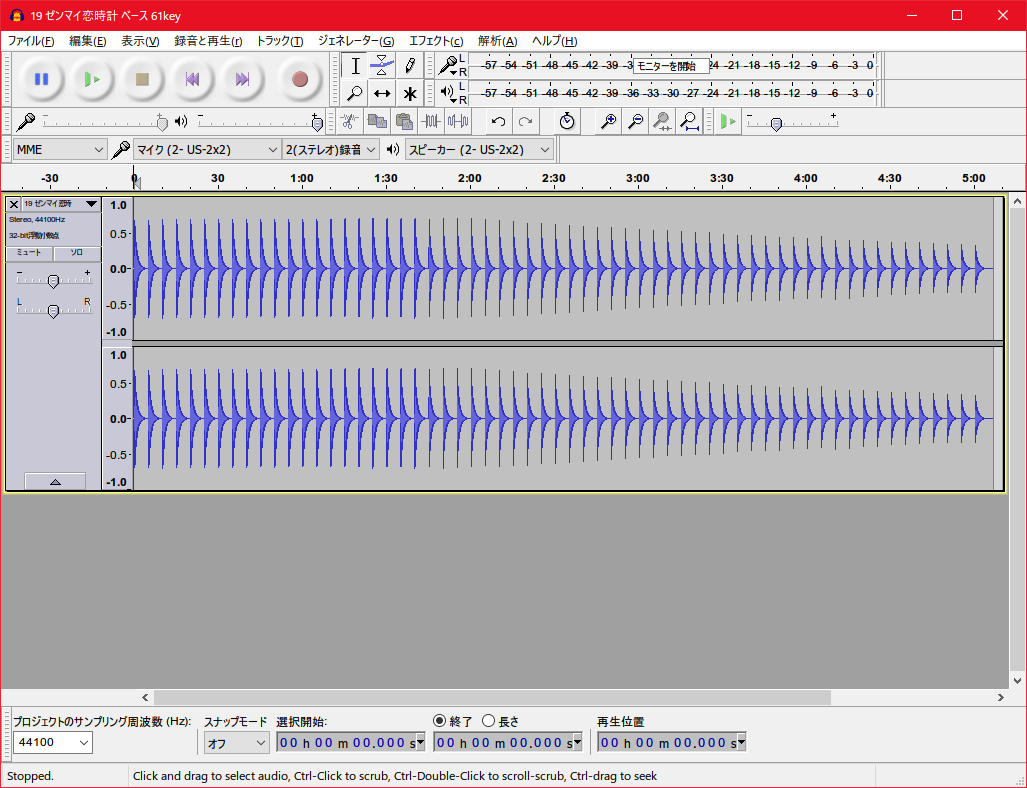 19 ゼンマイ恋時計 ベース 61key
ファイル(F) 編集(E) 表示(V) 録音と再生(r) トラック(T) ジェネレーター(G) エフェクト(c) 解析(A) ヘルプ(H)
L
R
-57 -54 -51 -48 -45 -42 -39 -3 モニターを開始 24 -21 -18 -15 -12 -9 -6 -3 0
L
R
-57 -54 -51 -48 -45 -42 -39 -36 -33 -30 -27 -24 -21 -18 -15 -12 -9 -6 -3 0
- + - + - +
MME マイク (2- US-2x2) 2(ステレオ)録音 スピーカー (2- US-2x2)
-30 0 30 1:00 1:30 2:00 2:30 3:00 3:30 4:00 4:30 5:00
19 ゼンマイ恋時
Stereo, 44100Hz
32-bit浮動小数点
ミュート ソロ
- +
L R
1.0
0.5-
0.0-
-0.5-
-1.0
1.0
0.5-
0.0-
-0.5-
-1.0
プロジェクトのサンプリング周波数 (Hz): スナップモード 選択開始: 終了 長さ 再生位置
44100 オフ 00 h 00 m 00.000 s 00 h 00 m 00.000 s 00 h 00 m 00.000 s
Stopped. Click and drag to select audio, Ctrl-Click to scrub, Ctrl-Double-Click to scroll-scrub, Ctrl-drag to seek